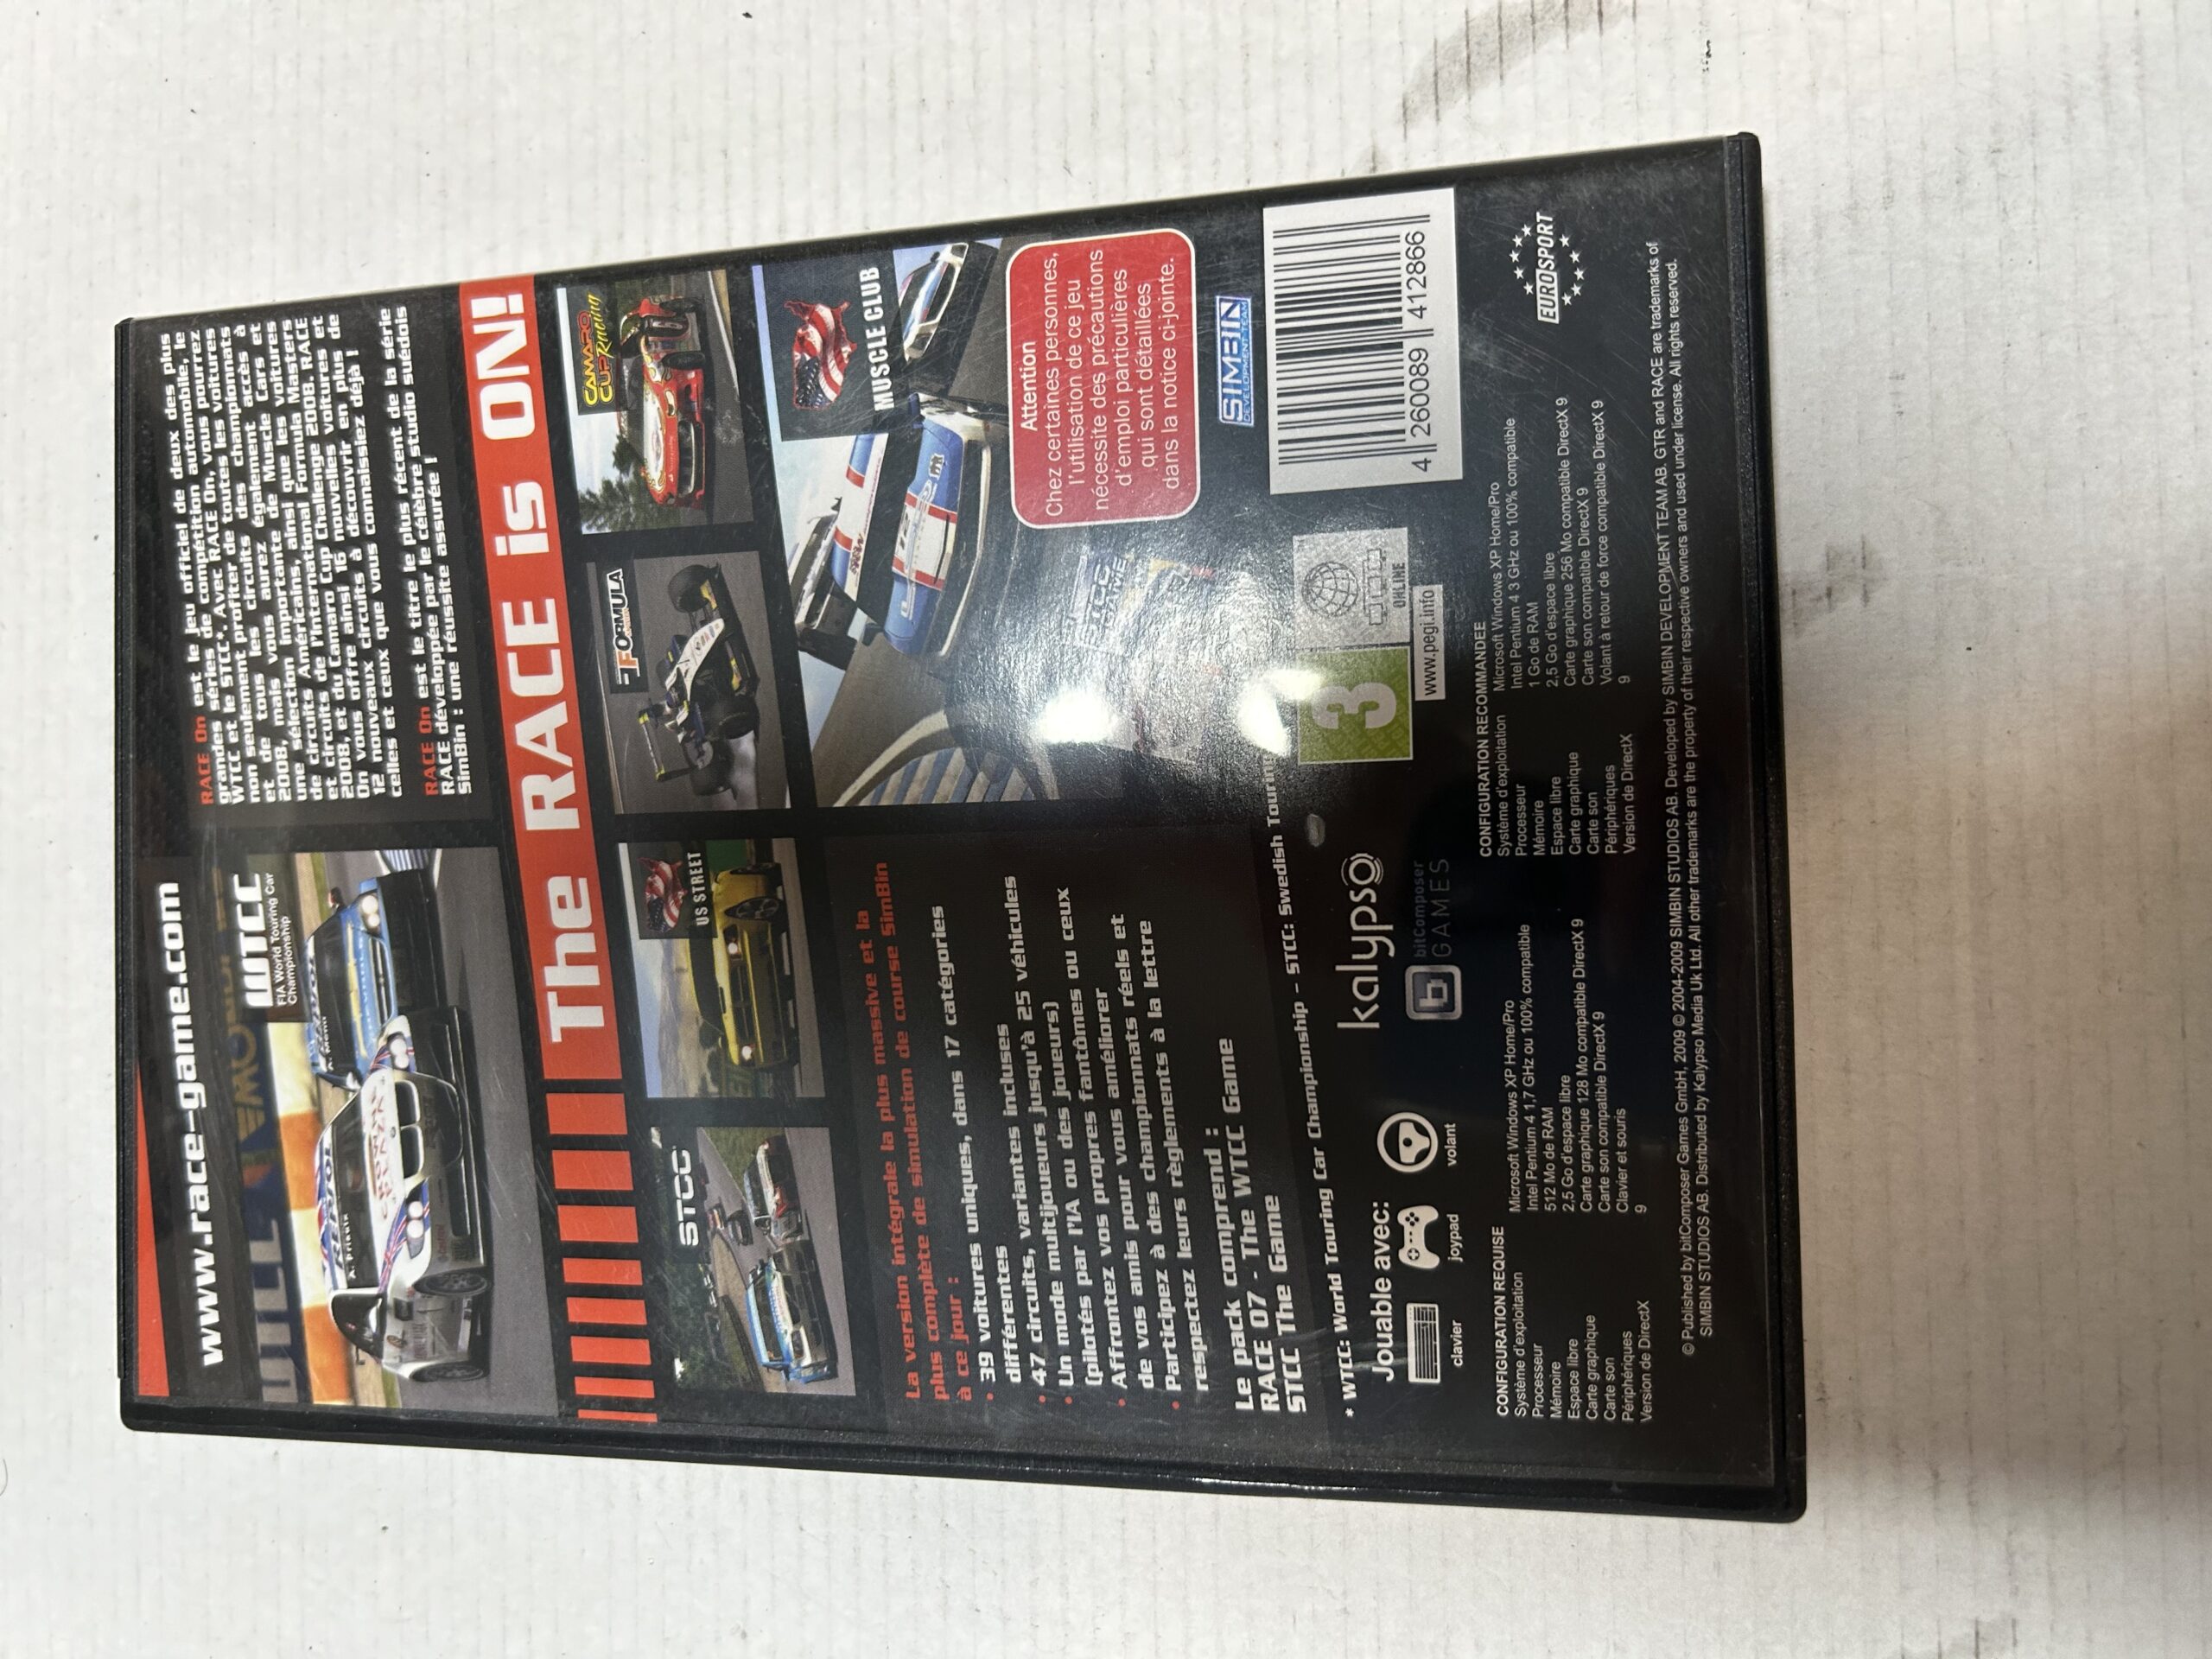 www.race-game.com
WTCC
FIA World Touring Car
Championship
RACE On est le jeu officiel de deux des plus
grandes séries de compétition automobile, le
WTCC et le STCC*. Avec RACE On, vous pourrez
non seulement profiter de toutes les voitures
et de tous les circuits des championnats
2008, mais vous aurez également accès à
une sélection importante de Muscle Cars et
de circuits Américains, ainsi que les voitures
et circuits de l'International Formula Masters
2008, et du Camaro Cup Challenge 2008. RACE
On vous offre ainsi 16 nouvelles voitures et
12 nouveaux circuits à découvrir en plus de
celles et ceux que vous connaissiez déjà !
RACE On est le titre le plus récent de la série
RACE développée par le célèbre studio suédois
SimBin : une réussite assurée !
The RACE is ON!
STCC
US STREET
FORMULA
CAMARO
CUP Racing
MUSCLE CLUB
La version intégrale la plus massive et la
plus complète de simulation de course SimBin
à ce jour :
• 39 voitures uniques, dans 17 catégories
différentes
• 47 circuits, variantes incluses
• Un mode multijoueurs jusqu'à 25 véhicules
(pilotés par l'IA ou des joueurs)
• Affrontez vos propres fantômes ou ceux
de vos amis pour vous améliorer
• Participez à des championnats réels et
respectez leurs règlements à la lettre
Le pack comprend :
RACE 07 - The WTCC Game
STCC The Game
STCC
GAME
Attention
Chez certaines personnes,
l'utilisation de ce jeu
nécessite des précautions
d'emploi particulières
qui sont détaillées
dans la notice ci-jointe.
* WTCC: World Touring Car Championship - STCC: Swedish Touring
SIMBIN
DEVELOPMENT TEAM
Jouable avec:
clavier joypad volant
kalypso
bitComposer
GAMES
3
ONLINE
www.pegi.info
4 260089 412866
EUROSPORT
CONFIGURATION REQUISE
Système d'exploitation Microsoft Windows XP Home/Pro
Processeur Intel Pentium 4 1,7 GHz ou 100% compatible
Mémoire 512 Mo de RAM
Espace libre 2,5 Go d'espace libre
Carte graphique Carte graphique 128 Mo compatible DirectX 9
Carte son Carte son compatible DirectX 9
Périphériques Clavier et souris
Version de DirectX 9
CONFIGURATION RECOMMANDEE
Système d'exploitation Microsoft Windows XP Home/Pro
Processeur Intel Pentium 4 3 GHz ou 100% compatible
Mémoire 1 Go de RAM
Espace libre 2,5 Go d'espace libre
Carte graphique Carte graphique 256 Mo compatible DirectX 9
Carte son Carte son compatible DirectX 9
Périphériques Volant à retour de force compatible DirectX 9
Version de DirectX 9
© Published by bitComposer Games GmbH, 2009 © 2004-2009 SIMBIN STUDIOS AB. Developed by SIMBIN DEVELOPMENT TEAM AB. GTR and RACE are trademarks of
SIMBIN STUDIOS AB. Distributed by Kalypso Media Uk Ltd. All other trademarks are the property of their respective owners and used under license. All rights reserved.